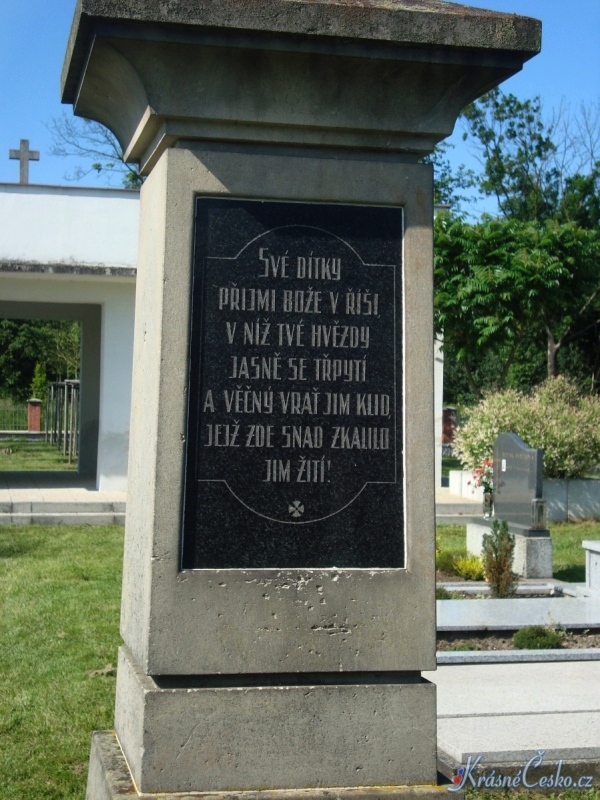 Své dítky
přijmi Bože v říši,
v níž tvé hvězdy
jasně se třpytí
a věčný vrať jim klid,
jejž zde snad zkalilo
jim žití!
KrásnéČesko.cz